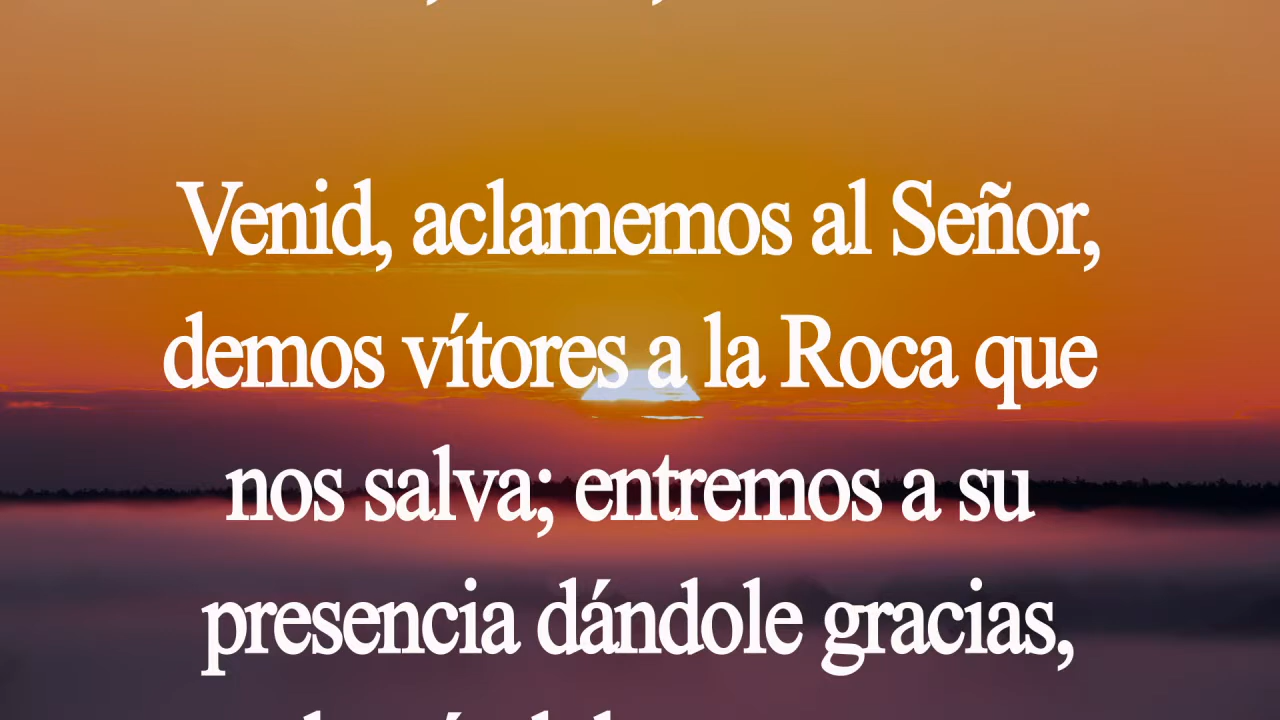 Venid, aclamemos al Señor,
demos vítores a la Roca que
nos salva; entremos a su
presencia dándole gracias,